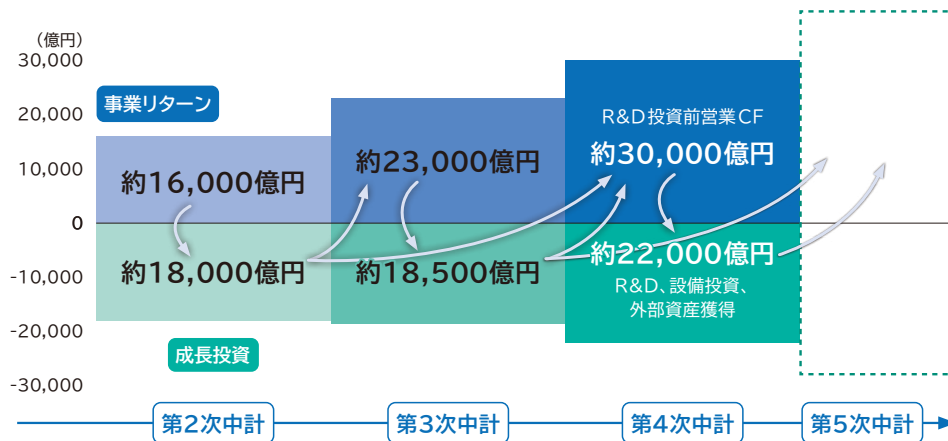 （億円）
30,000
20,000
10,000
0
-10,000
-20,000
-30,000
事業リターン
約16,000億円
約18,000億円
成長投資
約23,000億円
約18,500億円
R&D投資前営業CF
約30,000億円
約22,000億円
R&D、設備投資、
外部資産獲得
第2次中計
第3次中計
第4次中計
第5次中計